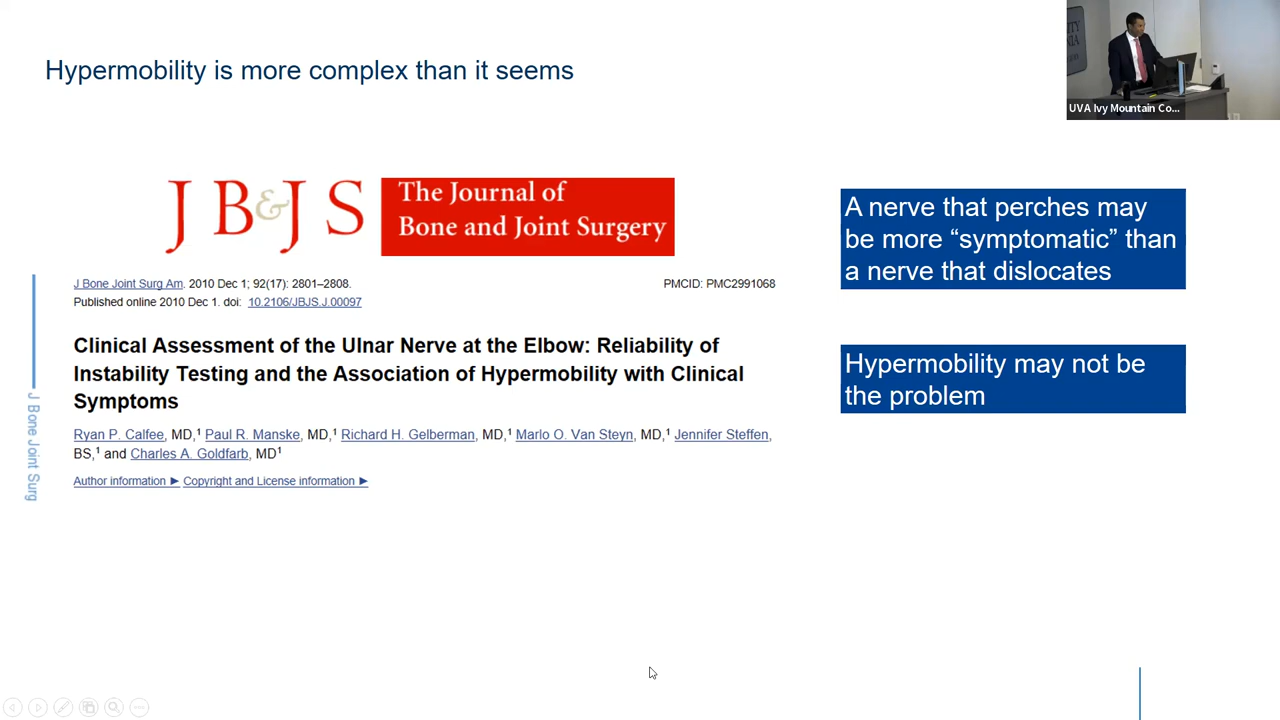 Hypermobility is more complex than it seems
UVA Ivy Mountain Co...
J B&J S
The Journal of
Bone and Joint Surgery
A nerve that perches may
be more “symptomatic” than
a nerve that dislocates
J Bone Joint Surg Am. 2010 Dec 1; 92(17): 2801–2808.
PMCID: PMC2991068
Published online 2010 Dec 1. doi: 10.2106/JBJS.J.00097
Clinical Assessment of the Ulnar Nerve at the Elbow: Reliability of
Instability Testing and the Association of Hypermobility with Clinical
Symptoms
Hypermobility may not be
the problem
Ryan P. Calfee, MD,1 Paul R. Manske, MD,1 Richard H. Gelberman, MD,1 Marlo O. Van Steyn, MD,1 Jennifer Steffen,
BS,1 and Charles A. Goldfarb, MD1
Author information ► Copyright and License information ►
J Bone Joint Surg